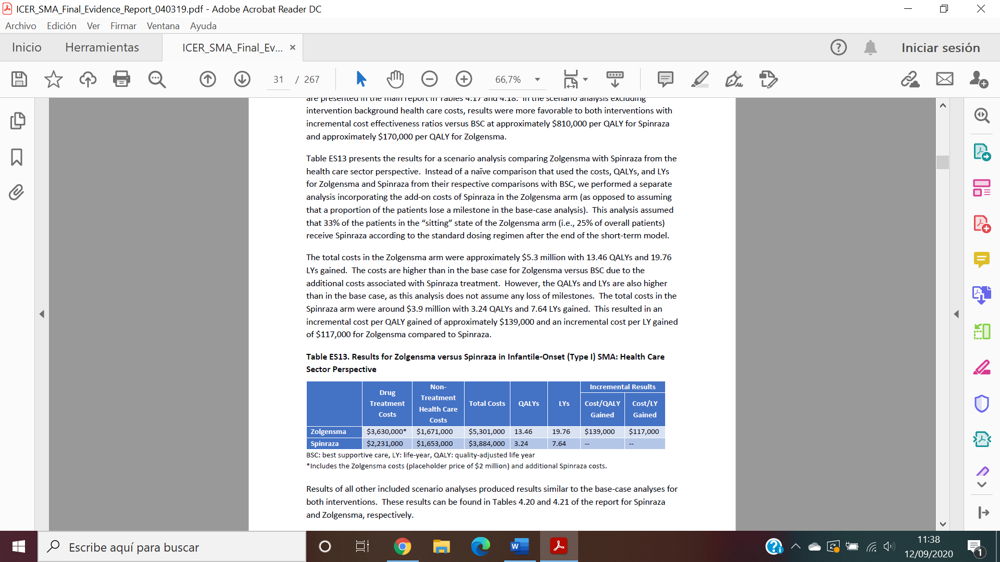 ICER_SMA_Final_Evidence_Report_040319.pdf - Adobe Acrobat Reader DC
Archivo Edición Ver Firmar Ventana Ayuda
Inicio Herramientas ICER_SMA_Final_Ev... × Iniciar sesión
31 / 267 66,7%
are presented in the main report in Tables 4.17 and 4.18. In the scenario analysis excluding
intervention background health care costs, results were more favorable to both interventions with
incremental cost effectiveness ratios versus BSC at approximately $810,000 per QALY for Spinraza
and approximately $170,000 per QALY for Zolgensma.
Table ES13 presents the results for a scenario analysis comparing Zolgensma with Spinraza from the
health care sector perspective. Instead of a naïve comparison that used the costs, QALYs, and LYs
for Zolgensma and Spinraza from their respective comparisons with BSC, we performed a separate
analysis incorporating the add-on costs of Spinraza in the Zolgensma arm (as opposed to assuming
that a proportion of the patients lose a milestone in the base-case analysis). This analysis assumed
that 33% of the patients in the “sitting” state of the Zolgensma arm (i.e., 25% of overall patients)
receive Spinraza according to the standard dosing regimen after the end of the short-term model.
The total costs in the Zolgensma arm were approximately $5.3 million with 13.46 QALYs and 19.76
LYs gained. The costs are higher than in the base case for Zolgensma versus BSC due to the
additional costs associated with Spinraza treatment. However, the QALYs and LYs are also higher
than in the base case, as this analysis does not assume any loss of milestones. The total costs in the
Spinraza arm were around $3.9 million with 3.24 QALYs and 7.64 LYs gained. This resulted in an
incremental cost per QALY gained of approximately $139,000 and an incremental cost per LY gained
of $117,000 for Zolgensma compared to Spinraza.
Table ES13. Results for Zolgensma versus Spinraza in Infantile-Onset (Type I) SMA: Health Care
Sector Perspective
Drug
Treatment
Costs
Non-
Treatment
Health Care
Costs
Total Costs
QALYs
LYs
Incremental Results
Cost/QALY
Gained
Cost/LY
Gained
Zolgensma $3,630,000* $1,671,000 $5,301,000 13.46 19.76 $139,000 $117,000
Spinraza $2,231,000 $1,653,000 $3,884,000 3.24 7.64 -- --
BSC: best supportive care, LY: life-year, QALY: quality-adjusted life year
*Includes the Zolgensma costs (placeholder price of $2 million) and additional Spinraza costs.
Results of all other included scenario analyses produced results similar to the base-case analyses for
both interventions. These results can be found in Tables 4.20 and 4.21 of the report for Spinraza
and Zolgensma, respectively.
Escribe aquí para buscar
11:38
12/09/2020
1